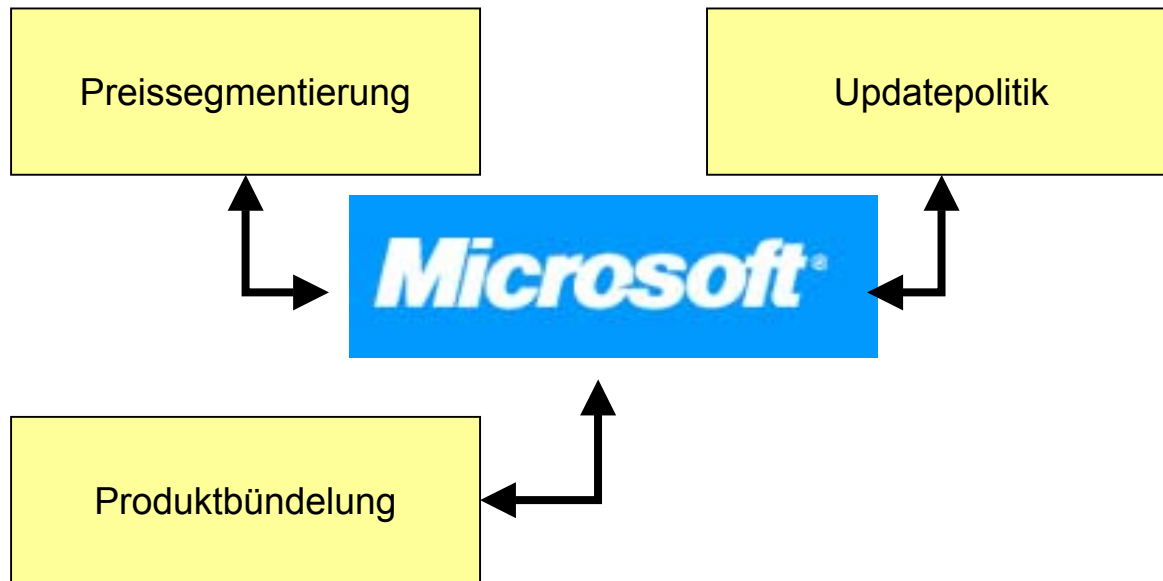 Preissegmentierung
Updatepolitik
Microsoft®
Produktbündelung